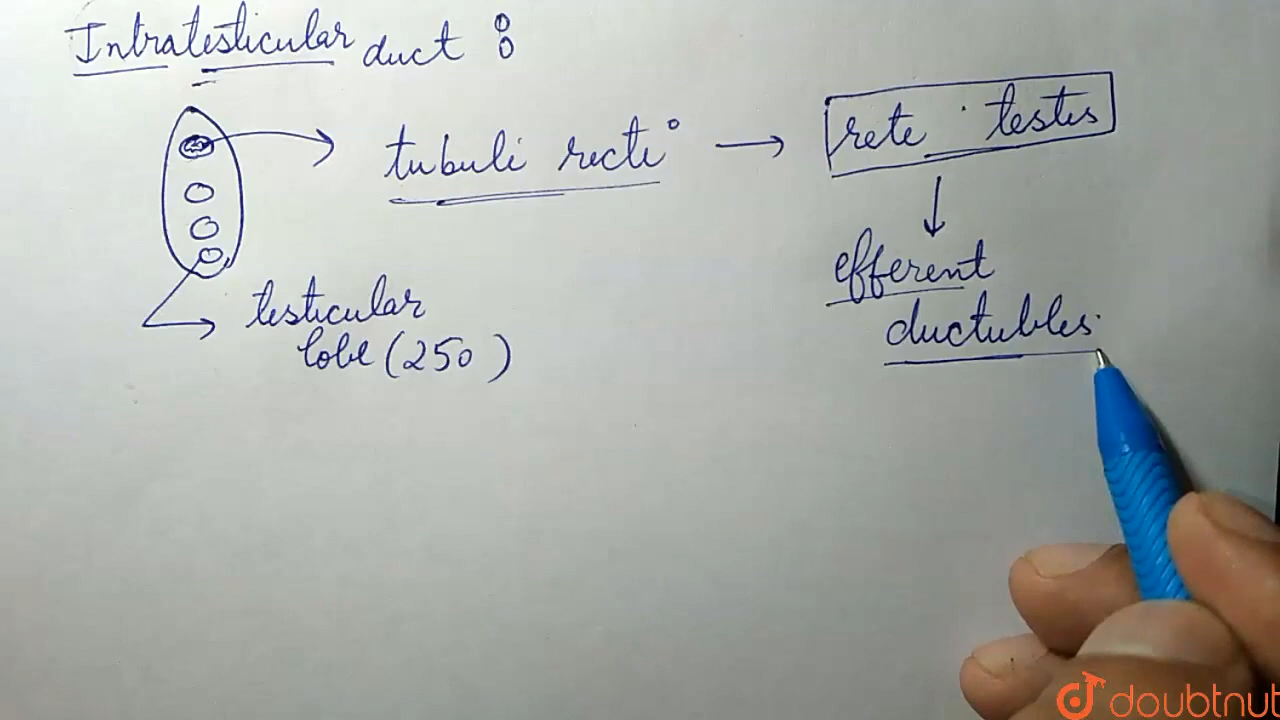 Intratesticular duct :
tubuli recti → rete testis
↓
efferent
ductubles
testicular
lobe (250)
doubtnut